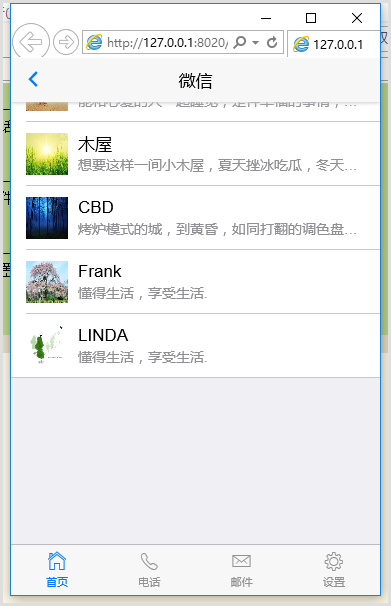 http://127.0.0.1:8020/
127.0.0.1
微信
能和心爱的人一起睡觉，是件幸福的事情，…
木屋
想要这样一间小木屋，夏天挫冰吃瓜，冬天…
CBD
烤炉模式的城，到黄昏，如同打翻的调色盘…
Frank
懂得生活，享受生活.
LINDA
懂得生活，享受生活.
首页 电话 邮件 设置